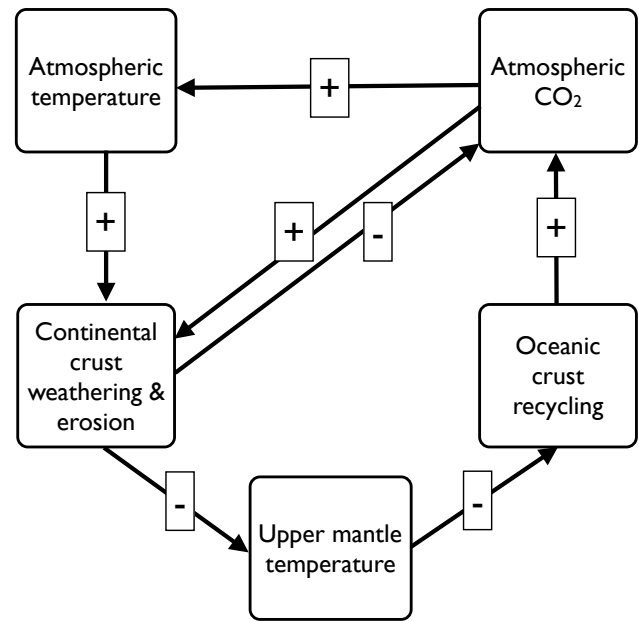 Atmospheric
temperature
+
Atmospheric
CO₂
+
+
-
+
Continental
crust
weathering &
erosion
Oceanic
crust
recycling
-
-
Upper mantle
temperature